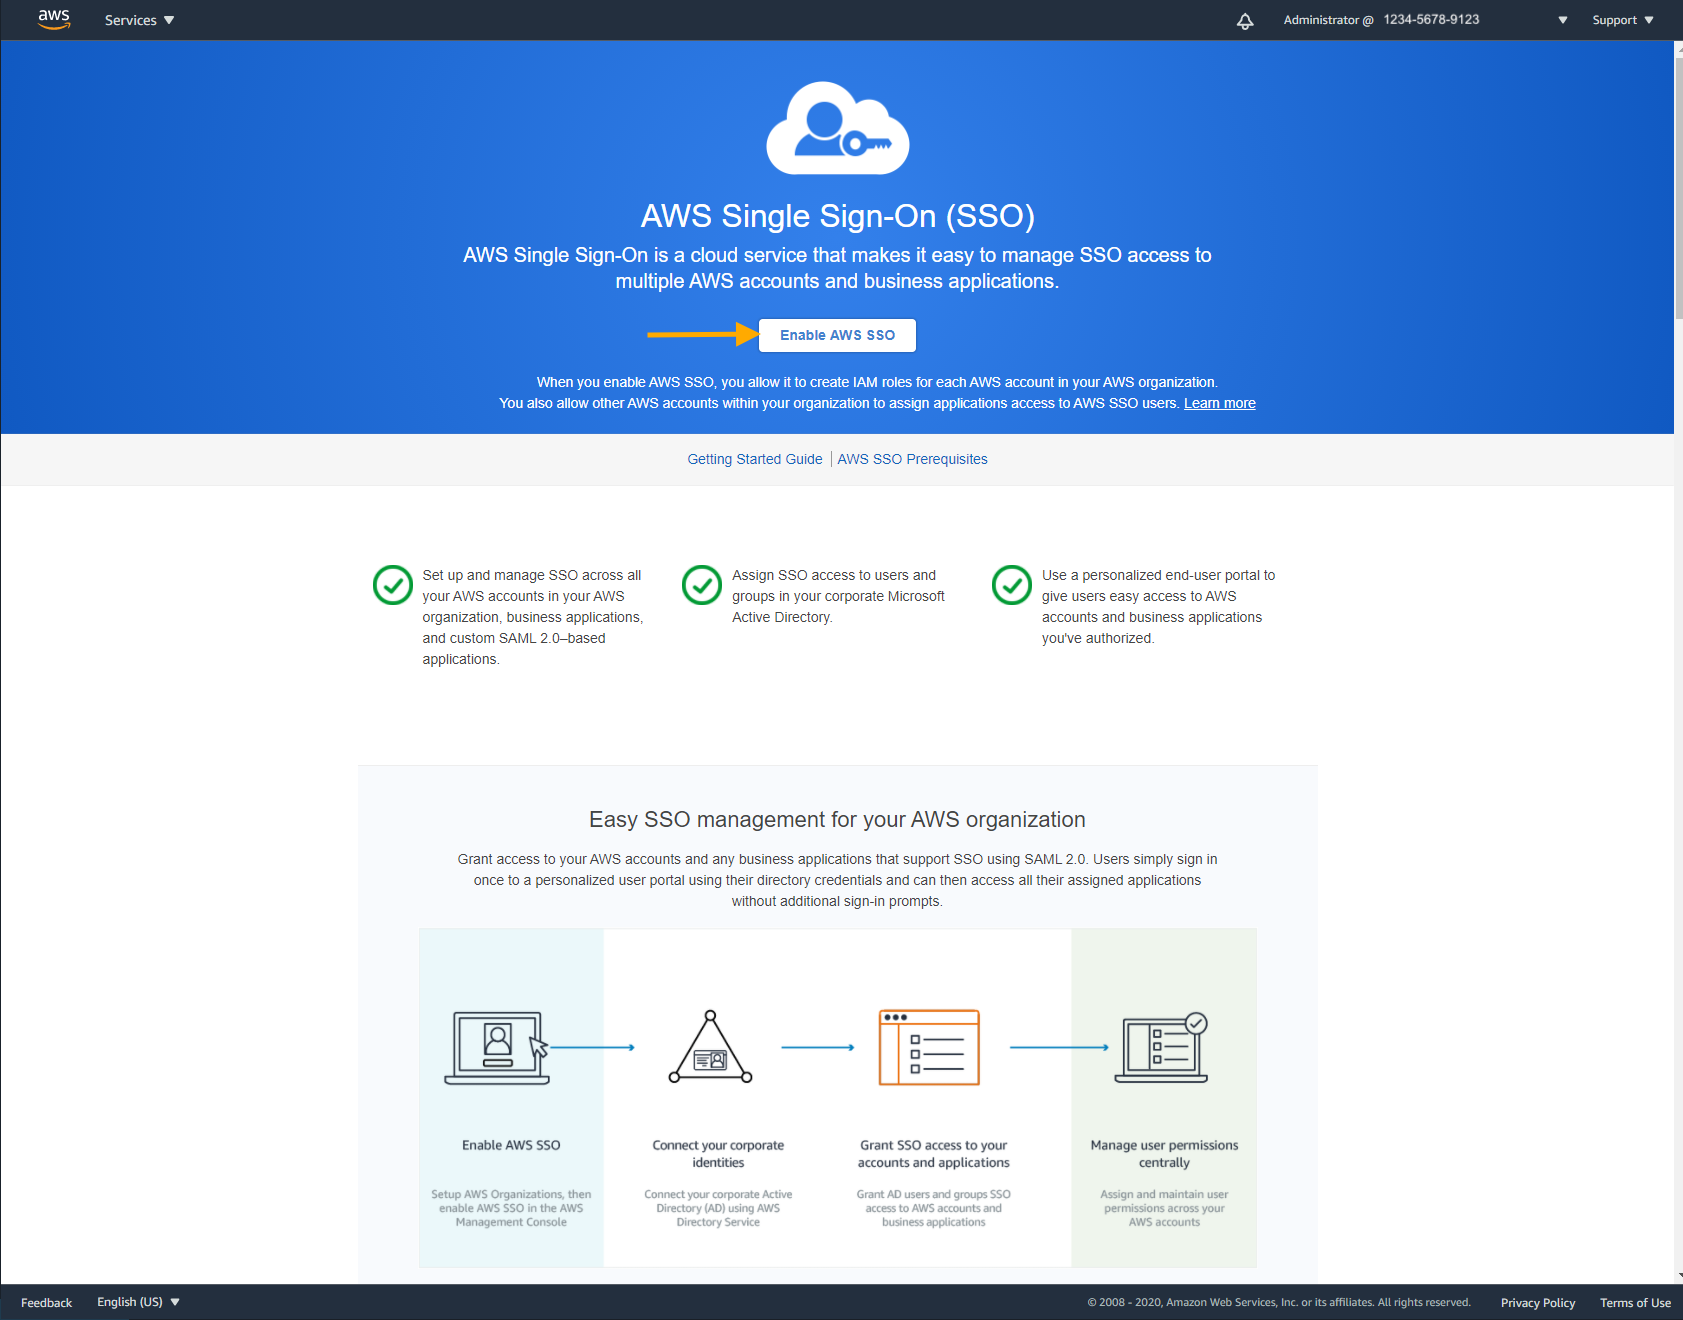 aws
Services
Administrator @ 1234-5678-9123
Support
AWS Single Sign-On (SSO)
AWS Single Sign-On is a cloud service that makes it easy to manage SSO access to
multiple AWS accounts and business applications.
Enable AWS SSO
When you enable AWS SSO, you allow it to create IAM roles for each AWS account in your AWS organization.
You also allow other AWS accounts within your organization to assign applications access to AWS SSO users. Learn more
Getting Started Guide
AWS SSO Prerequisites
Set up and manage SSO across all
your AWS accounts in your AWS
organization, business applications,
and custom SAML 2.0–based
applications.
Assign SSO access to users and
groups in your corporate Microsoft
Active Directory.
Use a personalized end-user portal to
give users easy access to AWS
accounts and business applications
you've authorized.
Easy SSO management for your AWS organization
Grant access to your AWS accounts and any business applications that support SSO using SAML 2.0. Users simply sign in
once to a personalized user portal using their directory credentials and can then access all their assigned applications
without additional sign-in prompts.
Enable AWS SSO
Setup AWS Organizations, then
enable AWS SSO in the AWS
Management Console
Connect your corporate
identities
Connect your corporate Active
Directory (AD) using AWS
Directory Service
Grant SSO access to your
accounts and applications
Grant AD users and groups SSO
access to AWS accounts and
business applications
Manage user permissions
centrally
Assign and maintain user
permissions across your
AWS accounts
Feedback
English (US)
© 2008 - 2020, Amazon Web Services, Inc. or its affiliates. All rights reserved.
Privacy Policy
Terms of Use